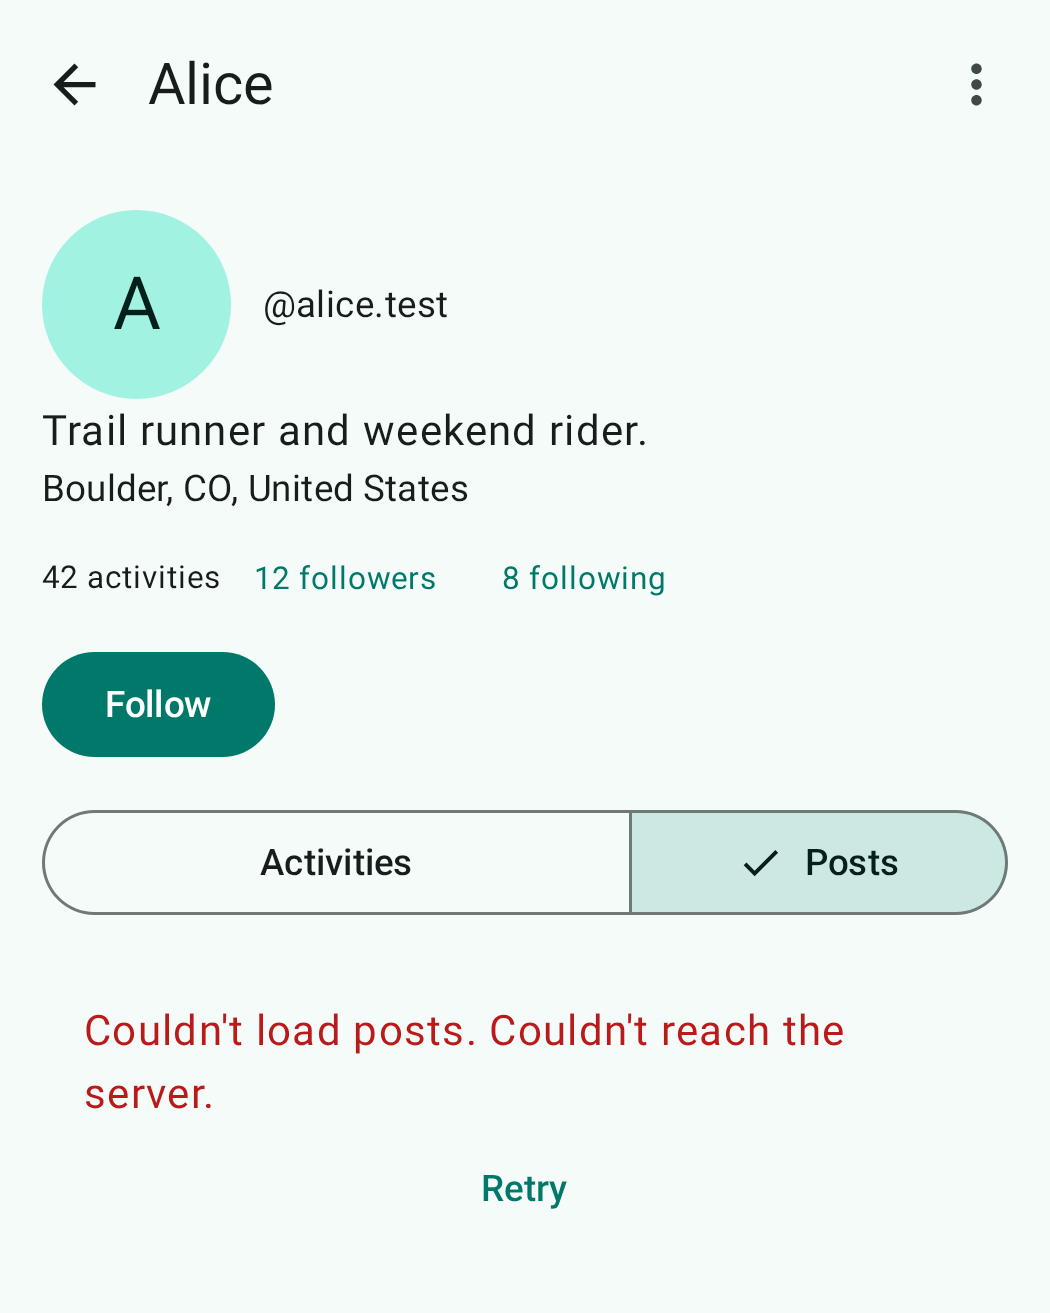 Alice
A
@alice.test
Trail runner and weekend rider.
Boulder, CO, United States
42 activities 12 followers 8 following
Follow
Activities Posts
Couldn't load posts. Couldn't reach the
server.
Retry